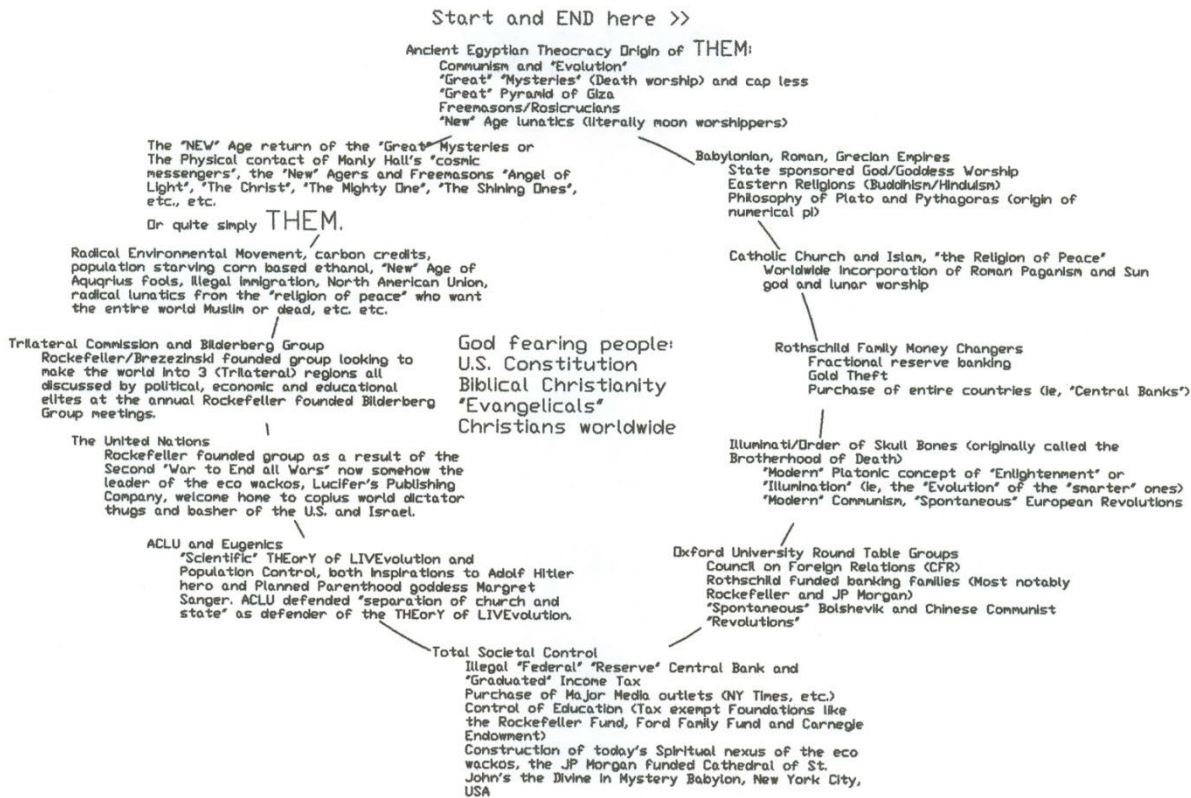 Start and END here >>
Ancient Egyptian Theocracy Origin of THEM:
Communism and "Evolution"
"Great" "Mysteries" (Death worship) and cap less
"Great" Pyramid of Giza
Freemasons/Rosicrucians
"New" Age lunatics (literally moon worshippers)
Babylonian, Roman, Grecian Empires
State sponsored God/Goddess Worship
Eastern Religions (Buddhism/Hinduism)
Philosophy of Plato and Pythagoras (origin of
numerical pi)
Catholic Church and Islam, "the Religion of Peace"
Worldwide Incorporation of Roman Paganism and Sun
god and lunar worship
Rothschild Family Money Changers
Fractional reserve banking
Gold Theft
Purchase of entire countries (ie, "Central Banks")
Illuminati/Order of Skull Bones (originally called the
Brotherhood of Death)
"Modern" Platonic concept of "Enlightenment" or
"Illumination" (ie, the "Evolution" of the "smarter" ones)
"Modern" Communism, "Spontaneous" European Revolutions
Oxford University Round Table Groups
Council on Foreign Relations (CFR)
Rothschild funded banking families (Most notably
Rockefeller and JP Morgan)
"Spontaneous" Bolshevik and Chinese Communist
"Revolutions"
Total Societal Control
Illegal "Federal" "Reserve" Central Bank and
"Graduated" Income Tax
Purchase of Major Media outlets (NY Times, etc.)
Control of Education (Tax exempt Foundations like
the Rockefeller Fund, Ford Family Fund and Carnegie
Endowment)
Construction of today's Spiritual nexus of the eco
wackos, the JP Morgan funded Cathedral of St.
John's the Divine in Mystery Babylon, New York City,
USA
ACLU and Eugenics
"Scientific" THEorY of LIVEvolution and
Population Control, both inspirations to Adolf Hitler
hero and Planned Parenthood goddess Margret
Sanger. ACLU defended "separation of church and
state" as defender of the THEorY of LIVEvolution.
The United Nations
Rockefeller founded group as a result of the
Second "War to End all Wars" now somehow the
leader of the eco wackos, Lucifer's Publishing
Company, welcome home to copius world dictator
thugs and basher of the U.S. and Israel.
Trilateral Commission and Bilderberg Group
Rockefeller/Brezezinski founded group looking to
make the world into 3 (Trilateral) regions all
discussed by political, economic and educational
elites at the annual Rockefeller founded Bilderberg
Group meetings.
Radical Environmental Movement, carbon credits,
population starving corn based ethanol, "New" Age of
Aquqrius fools, illegal immigration, North American Union,
radical lunatics from the "religion of peace" who want
the entire world Muslim or dead, etc. etc.
The "NEW" Age return of the "Great" Mysteries or
The Physical contact of Manly Hall's "cosmic
messengers", the "New" Agers and Freemasons "Angel of
Light", "The Christ", "The Mighty One", "The Shining Ones",
etc., etc.
Or quite simply THEM.
God fearing people:
U.S. Constitution
Biblical Christianity
"Evangelicals"
Christians worldwide